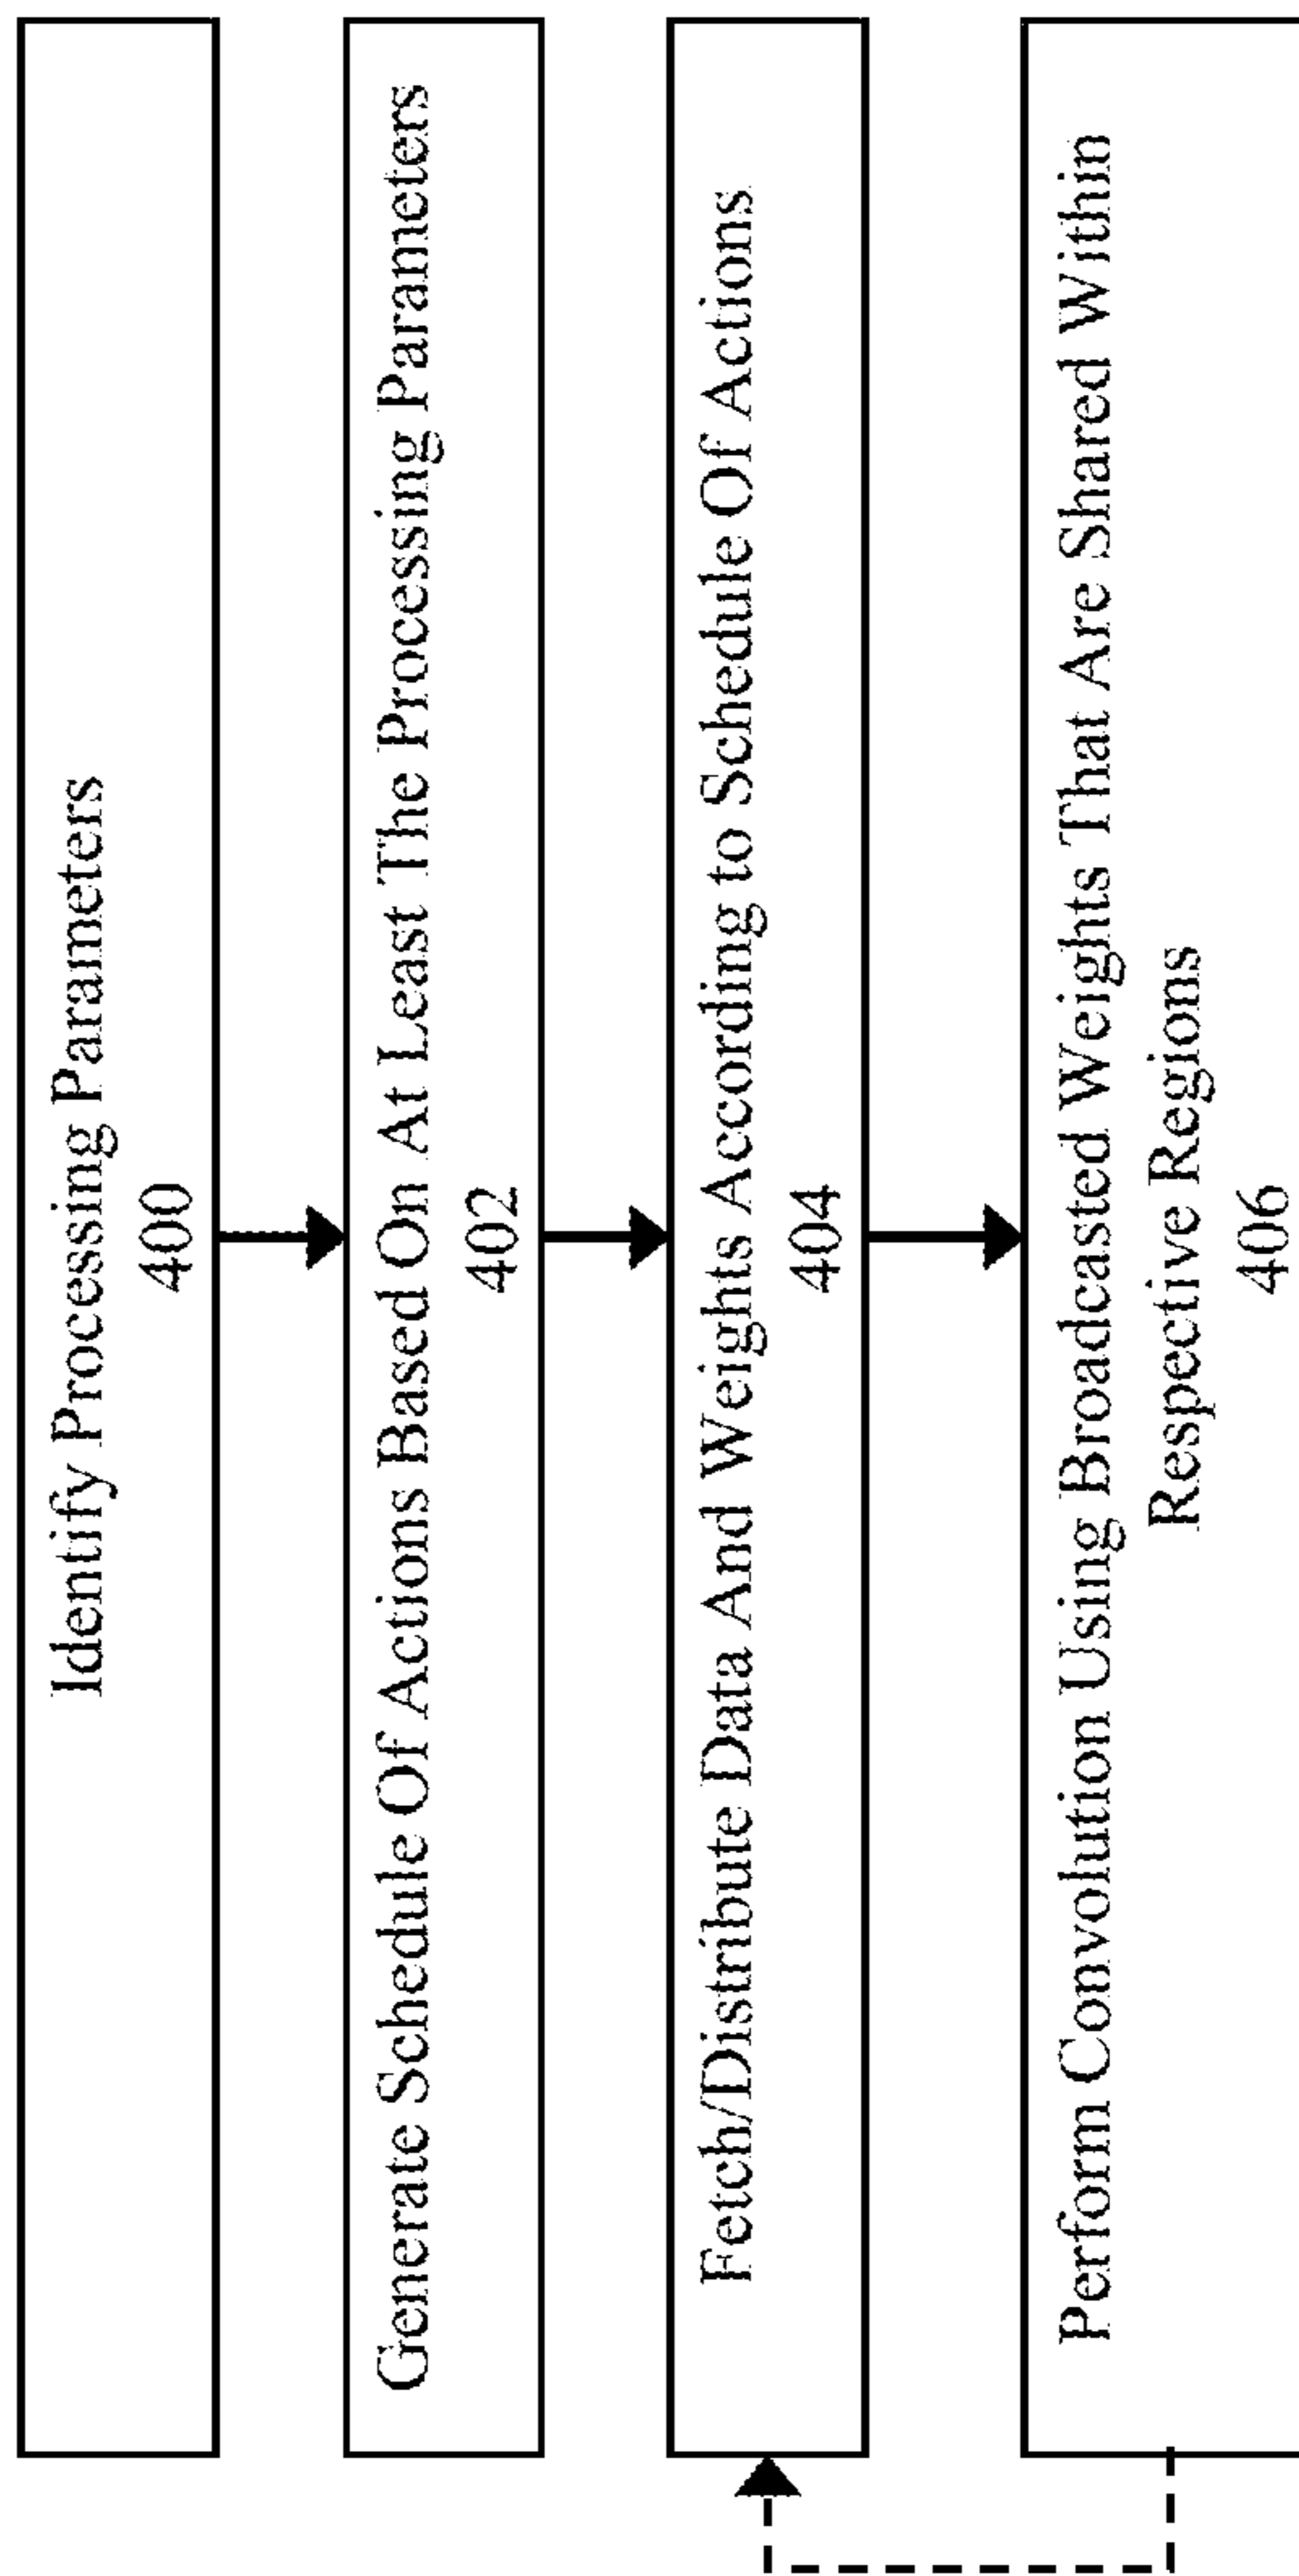 Identify Processing Parameters
400
Generate Schedule Of Actions Based On At Least The Processing Parameters
402
Fetch/Distribute Data And Weights According to Schedule Of Actions
404
Perform Convolution Using Broadcasted Weights That Are Shared Within
Respective Regions
406